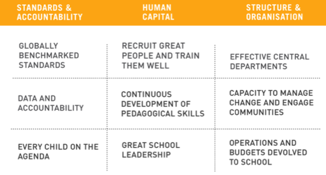 STANDARDS &
ACCOUNTABILITY
HUMAN
CAPITAL
STRUCTURE &
ORGANISATION
GLOBALLY
BENCHMARKED
STANDARDS
RECRUIT GREAT
PEOPLE AND TRAIN
THEM WELL
EFFECTIVE CENTRAL
DEPARTMENTS
DATA AND
ACCOUNTABILITY
CONTINUOUS
DEVELOPMENT OF
PEDAGOGICAL SKILLS
CAPACITY TO MANAGE
CHANGE AND ENGAGE
COMMUNITIES
EVERY CHILD ON THE
AGENDA
GREAT SCHOOL
LEADERSHIP
OPERATIONS AND
BUDGETS DEVOLVED
TO SCHOOL